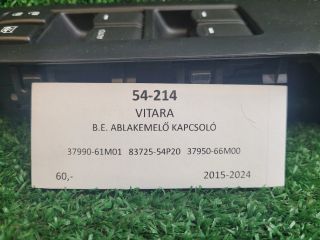 54-214
VITARA
B.E. ABLAKEMELŐ KAPCSOLÓ
37990-61M01 83725-54P20 37950-66M00
60,- 2015-2024